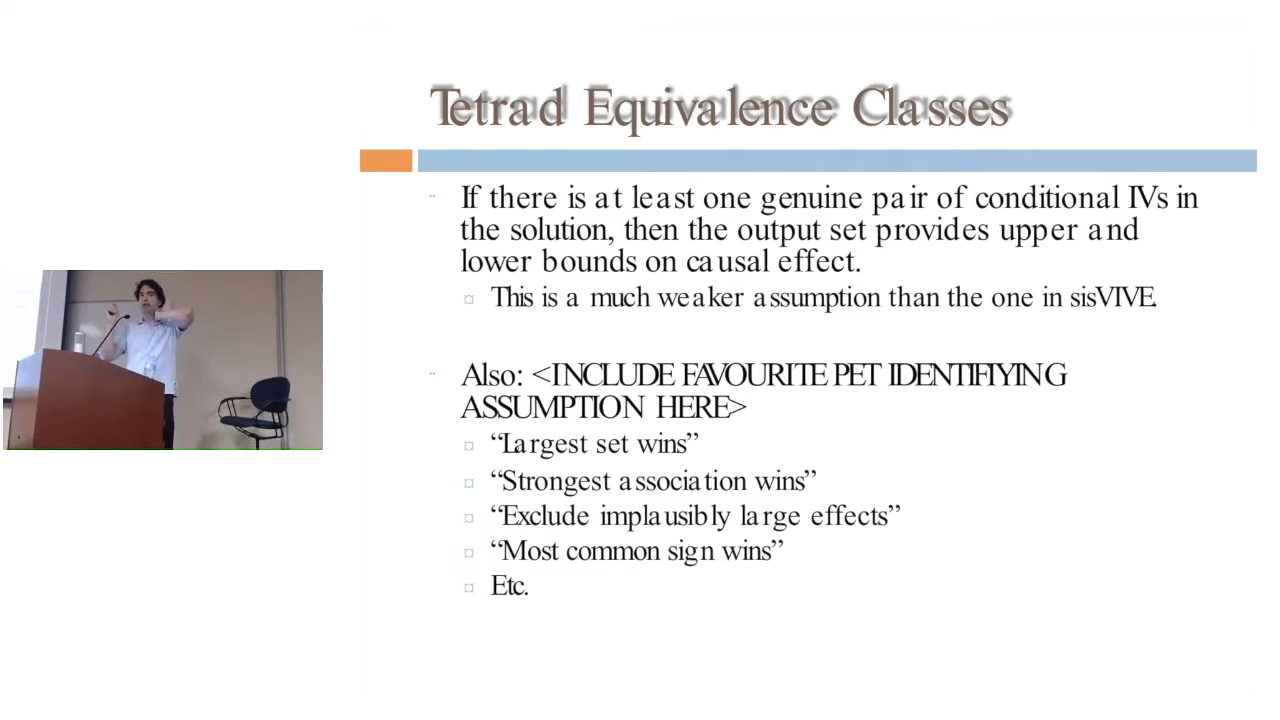 Tetrad Equivalence Classes
If there is at least one genuine pair of conditional IVs in
the solution, then the output set provides upper and
lower bounds on causal effect.
This is a much weaker assumption than the one in sisVIVE.
Also: <INCLUDE FAVOURITE PET IDENTIFIYING
ASSUMPTION HERE>
“Largest set wins”
“Strongest association wins”
“Exclude implausibly large effects”
“Most common sign wins”
Etc.